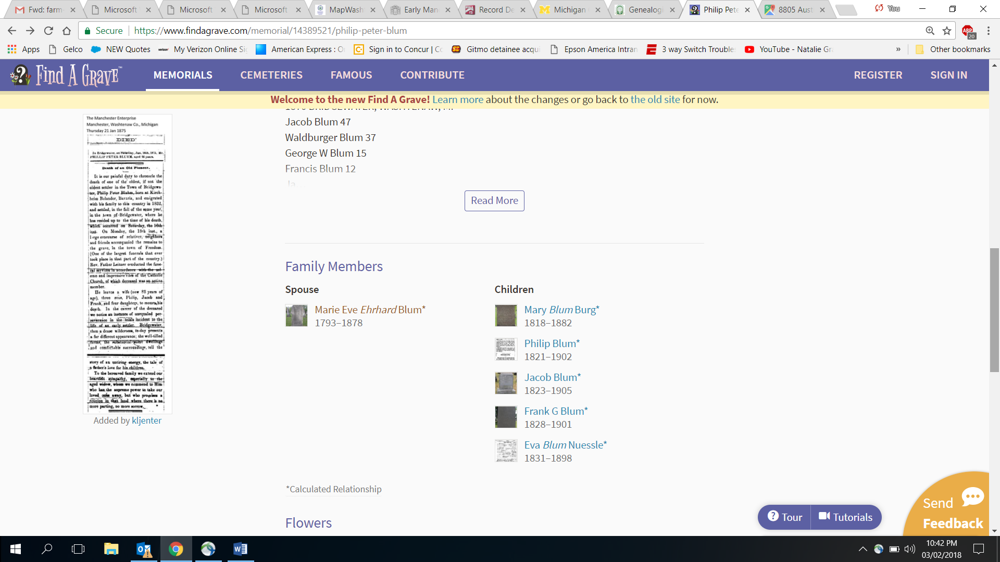 Fwd: farm-
Microsoft
Microsoft
Microsoft
MapWash
Early Man
Record De
Michigan
Genealogi
Philip Pete
8805 Aust
You
Secure https://www.findagrave.com/memorial/14389521/philip-peter-blum
ABP
20
Apps Gelco NEW Quotes My Verizon Online Si American Express : O Sign in to Concur | Co Gitmo detainee acqui Epson America Intran 3 way Switch Trouble YouTube - Natalie Gr » Other bookmarks
Find A Grave™ MEMORIALS CEMETERIES FAMOUS CONTRIBUTE REGISTER SIGN IN
Welcome to the new Find A Grave! Learn more about the changes or go back to the old site for now.
The Manchester Enterprise
Manchester, Washtenaw Co., Michigan
Thursday 21 Jan 1875
DIED
In Bridgewater, on Saturday, Jan. 16th, 1875, Mr.
PHILLIP PETER BLUHM, aged 86 years.
Death of an Old Pioneer.
It is our painful duty to chronicle the
death of one of the oldest, if not the
oldest settler in the Town of Bridgewa-
ter, Philip Peter Bluhm, born at Kirch-
heim Bolander, Bavaria, and emigrated
with his family to this country in 1832,
and settled, in the fall of the same year,
in the town of Bridgewater, where he
has resided up to the time of his death,
which occurred on Saturday, the 16th
inst. On Monday, the 18th inst., a
large concourse of relatives, neighbors
and friends accompanied the remains to
the grave, in the town of Freedom.
(One of the largest funerals that ever
took place in that part of the country.)
Rev. Father Leitner conducted the fune-
ral services in accordance with the sol-
emn and impressive rites of the Catholic
Church, of which deceased was an active
member.
He leaves a wife (now 83 years of
age), three sons, Philip, Jacob and
Frank, and four daughters, to mourn his
death. In the career of the deceased
we notice an instance of unequaled per-
severance in the trials incident to the
life of an early settler. Bridgewater,
then a dense wilderness, to-day presents
a far different appearance; the well-tilled
farms, the substantial dwellings
and comfortable surroundings, tell the
story of an untiring energy, the tale of
a father's love for his children.
To the bereaved family we extend our
heartfelt sympathy, especially to the
aged widow, whom we commend to Him
who has the supreme power to take our
loved ones away, but who promises a
reunion in that land where there is no
more parting, no more sorrow.
Added by kljenter
1870 BRIDGEWATER, WASHTENAW, MI
Jacob Blum 47
Waldburger Blum 37
George W Blum 15
Francis Blum 12
Ja
Read More
Family Members
Spouse
Marie Eve Ehrhard Blum*
1793–1878
Children
Mary Blum Burg*
1818–1882
Philip Blum*
1821–1902
Jacob Blum*
1823–1905
Frank G Blum*
1828–1901
Eva Blum Nuessle*
1831–1898
*Calculated Relationship
Flowers
Tour Tutorials
Send
Feedback
10:42 PM
03/02/2018